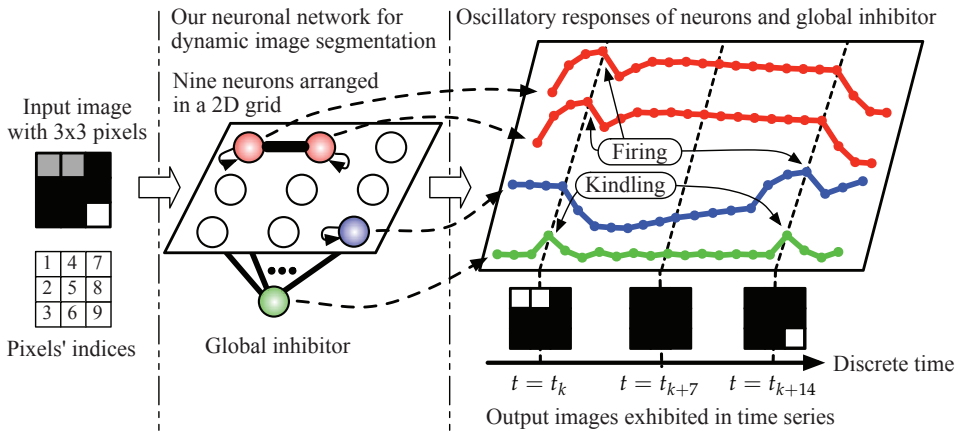 Our neuronal network for
dynamic image segmentation
Oscillatory responses of neurons and global inhibitor
Nine neurons arranged
in a 2D grid
Input image
with 3x3 pixels
Firing
Kindling
1 4 7
2 5 8
3 6 9
Pixels' indices
Global inhibitor
Discrete time
t = t_k
t = t_{k+7}
t = t_{k+14}
Output images exhibited in time series